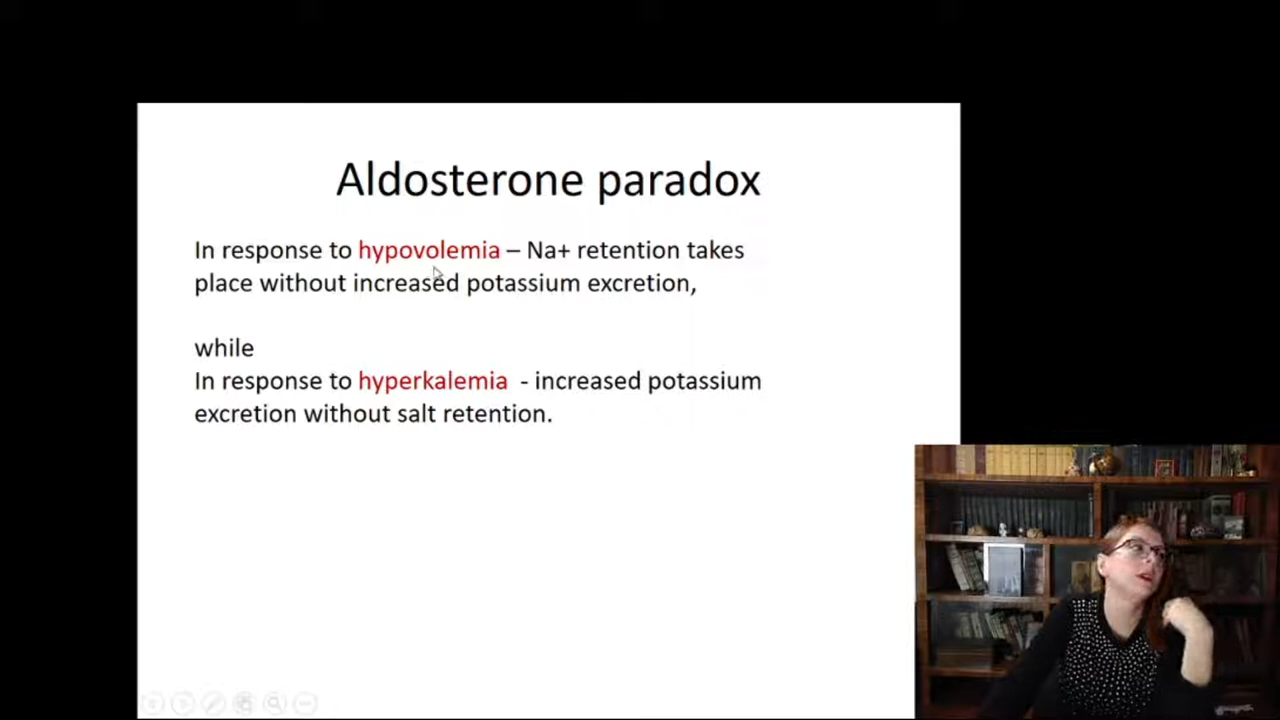 Aldosterone paradox
In response to hypovolemia – Na+ retention takes
place without increased potassium excretion,
while
In response to hyperkalemia  - increased potassium
excretion without salt retention.